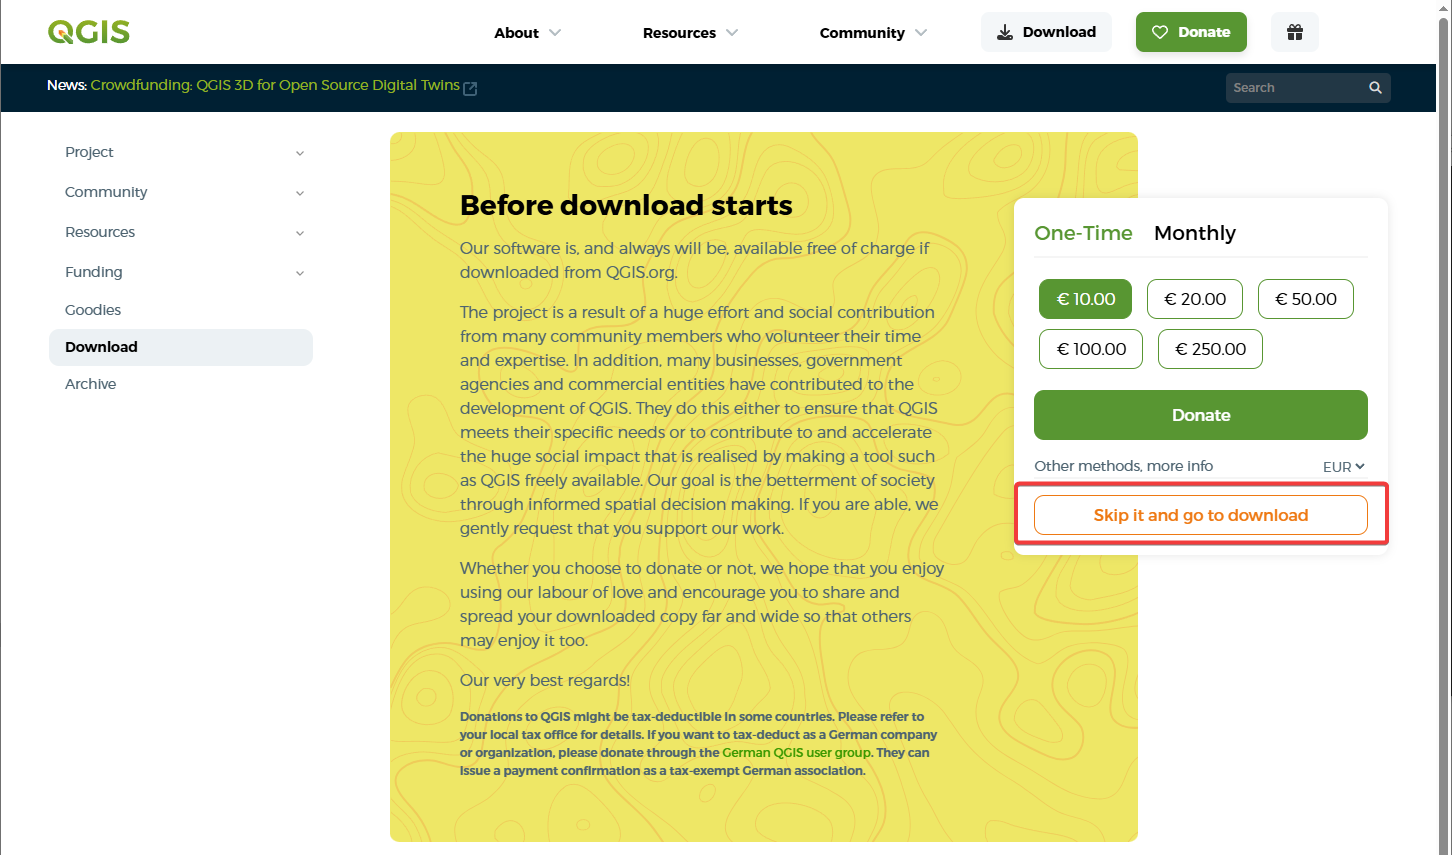 QGIS
About
Resources
Community
Download
Donate
News: Crowdfunding: QGIS 3D for Open Source Digital Twins
Search
Project
Community
Resources
Funding
Goodies
Download
Archive
Before download starts
Our software is, and always will be, available free of charge if
downloaded from QGIS.org.
The project is a result of a huge effort and social contribution
from many community members who volunteer their time
and expertise. In addition, many businesses, government
agencies and commercial entities have contributed to the
development of QGIS. They do this either to ensure that QGIS
meets their specific needs or to contribute to and accelerate
the huge social impact that is realised by making a tool such
as QGIS freely available. Our goal is the betterment of society
through informed spatial decision making. If you are able, we
gently request that you support our work.
Whether you choose to donate or not, we hope that you enjoy
using our labour of love and encourage you to share and
spread your downloaded copy far and wide so that others
may enjoy it too.
Our very best regards!
Donations to QGIS might be tax-deductible in some countries. Please refer to
your local tax office for details. If you want to tax-deduct as a German company
or organization, please donate through the German QGIS user group. They can
issue a payment confirmation as a tax-exempt German association.
One-Time Monthly
€ 10.00 € 20.00 € 50.00
€ 100.00 € 250.00
Donate
Other methods, more info EUR
Skip it and go to download